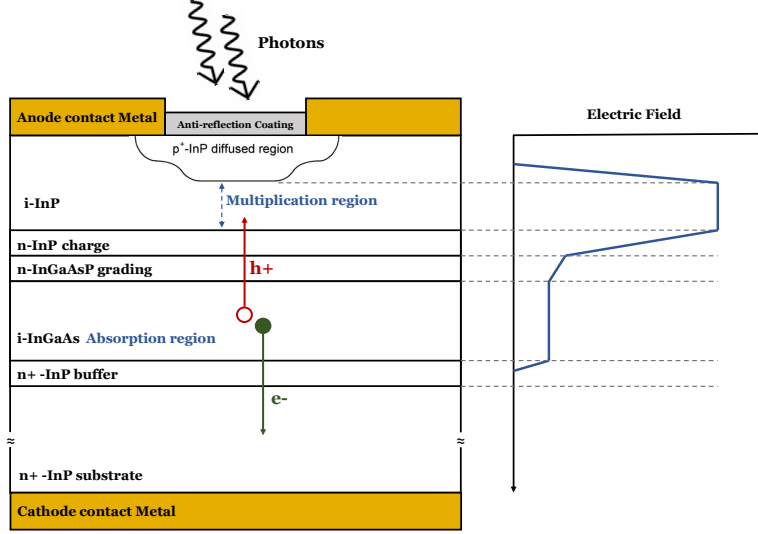 Photons
Anode contact Metal
Anti-reflection Coating
Electric Field
p+-InP diffused region
Multiplication region
i-InP
n-InP charge
n-InGaAsP grading
h+
i-InGaAs Absorption region
n+ -InP buffer
e-
≈ ≈
n+ -InP substrate
Cathode contact Metal